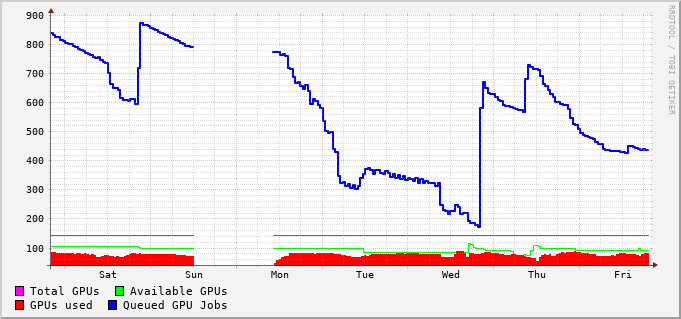 900
800
700
600
500
400
300
200
100
Sat Sun Mon Tue Wed Thu Fri
Total GPUs Available GPUs
GPUs used Queued GPU Jobs
RRDTOOL / TOBI OETIKER